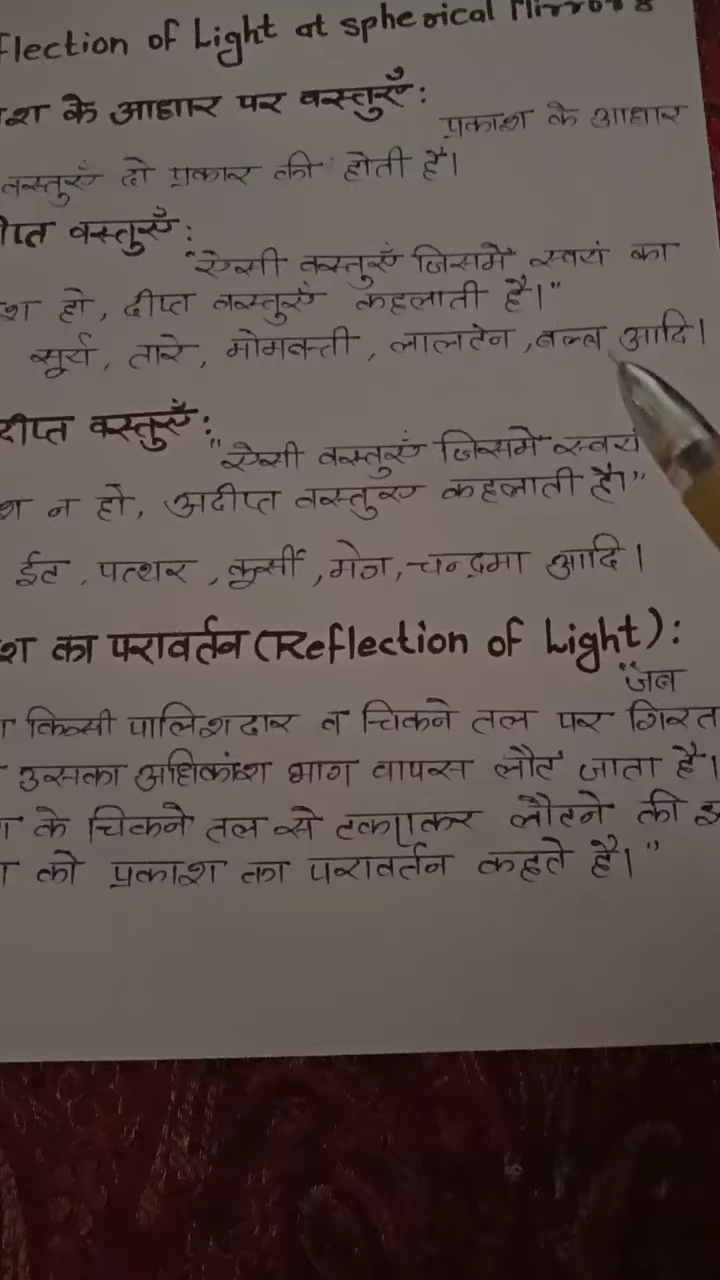 flection of Light at spherical Mirrors
श के आधार पर वस्तुएँ:
प्रकाश के आधार
वस्तुएँ दो प्रकार की होती है।
प्त वस्तुएँ:
"ऐसी वस्तुएँ जिसमें स्वयं का
श हो, दीप्त वस्तुएँ कहलाती है।"
सूर्य, तारे, मोमबत्ती, लालटेन, बल्ब आदि।
दीप्त वस्तुएँ:
"ऐसी वस्तुएं जिसमें स्वयं
श न हो, अदीप्त वस्तुए कहलाती है।"
ईट, पत्थर, कुर्सी, मेज, चन्द्रमा आदि।
श का परावर्तन (Reflection of Light):
"जब
किसी पालिशदार व चिकने तल पर गिरत
उसका अधिकांश भाग वापस लौट जाता है।
के चिकने तल से टकराकर लौटने की इ
को प्रकाश का परावर्तन कहते है।"